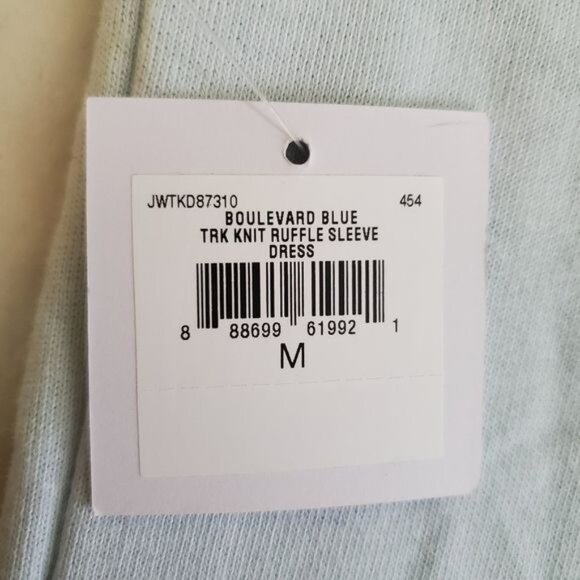 JWTKD87310 454
BOULEVARD BLUE
TRK KNIT RUFFLE SLEEVE
DRESS
8 88699 61992 1
M